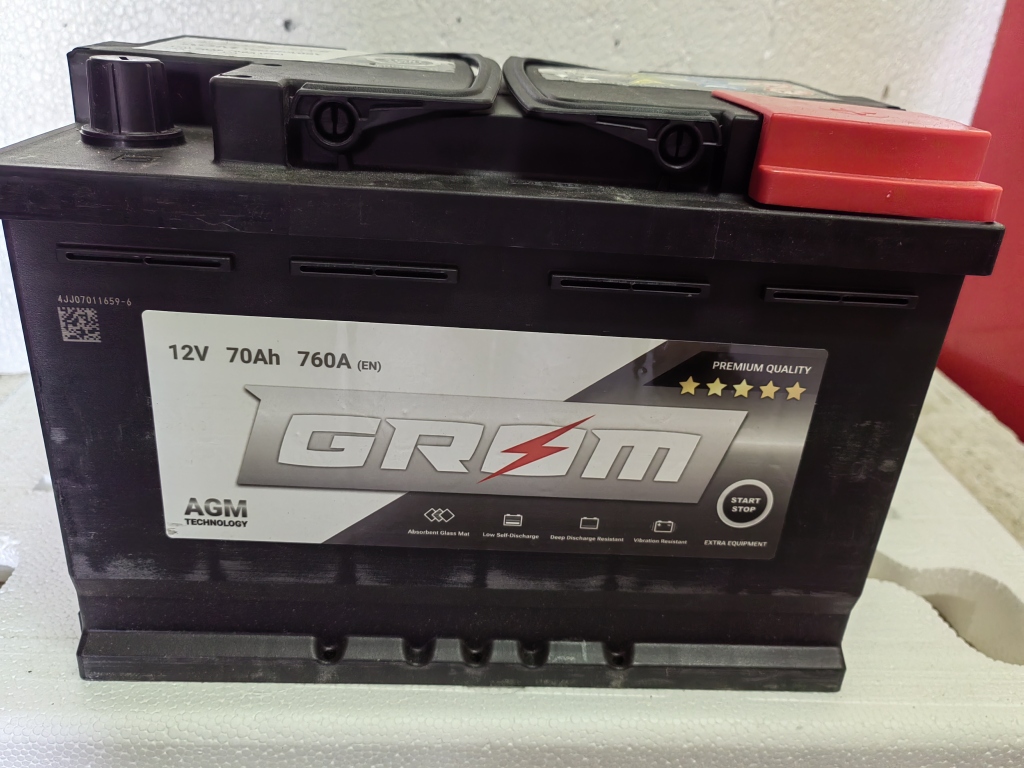 4JJ07011659-6
12V 70Ah 760A (EN)
PREMIUM QUALITY
GROM
AGM
TECHNOLOGY
START
STOP
Absorbent Glass Mat
Low Self-Discharge
Deep Discharge Resistent
Vibration Resistant
EXTRA EQUIPMENT